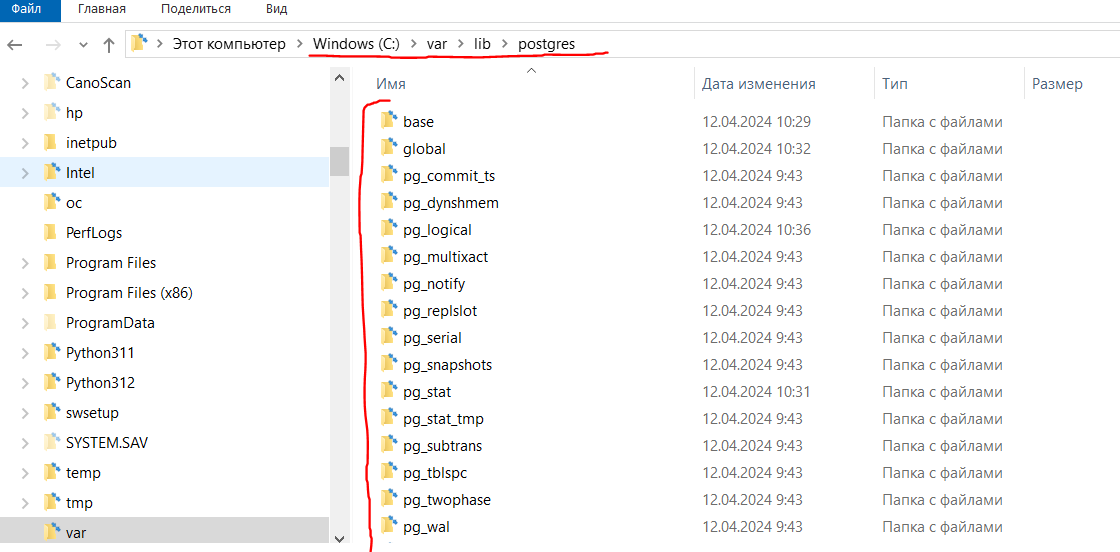 Файл Главная Поделиться Вид
Этот компьютер > Windows (C:) > var > lib > postgres
CanoScan
hp
inetpub
Intel
oc
PerfLogs
Program Files
Program Files (x86)
ProgramData
Python311
Python312
swsetup
SYSTEM.SAV
temp
tmp
var
Имя Дата изменения Тип Размер
base 12.04.2024 10:29 Папка с файлами
global 12.04.2024 10:32 Папка с файлами
pg_commit_ts 12.04.2024 9:43 Папка с файлами
pg_dynshmem 12.04.2024 9:43 Папка с файлами
pg_logical 12.04.2024 10:36 Папка с файлами
pg_multixact 12.04.2024 9:43 Папка с файлами
pg_notify 12.04.2024 9:43 Папка с файлами
pg_replslot 12.04.2024 9:43 Папка с файлами
pg_serial 12.04.2024 9:43 Папка с файлами
pg_snapshots 12.04.2024 9:43 Папка с файлами
pg_stat 12.04.2024 10:31 Папка с файлами
pg_stat_tmp 12.04.2024 9:43 Папка с файлами
pg_subtrans 12.04.2024 9:43 Папка с файлами
pg_tblspc 12.04.2024 9:43 Папка с файлами
pg_twophase 12.04.2024 9:43 Папка с файлами
pg_wal 12.04.2024 9:43 Папка с файлами